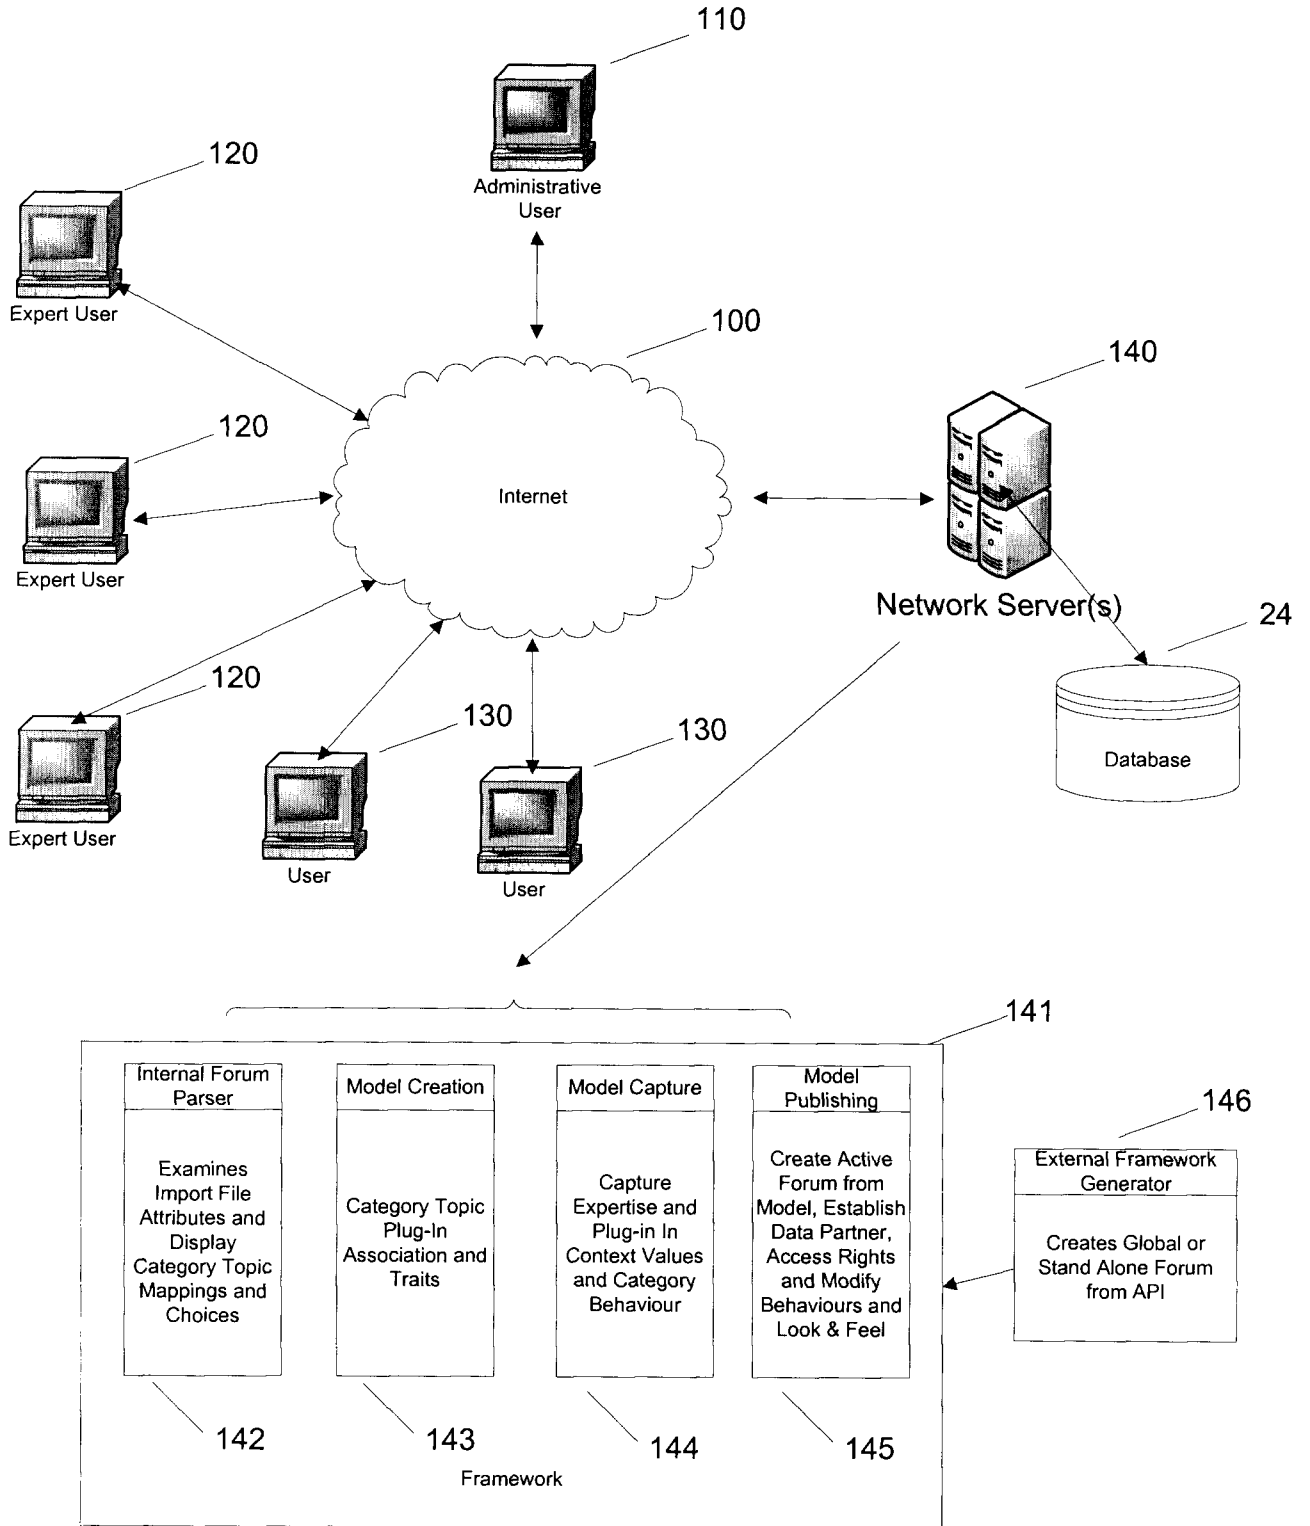 110
Administrative
User
120
Expert User
100
140
120
Internet
Expert User
Network Server(s)
24
120
130
130
Database
Expert User
User
User
141
Internal Forum
Parser
Examines
Import File
Attributes and
Display
Category Topic
Mappings and
Choices
Model Creation
Category Topic
Plug-In
Association and
Traits
Model Capture
Capture
Expertise and
Plug-in In
Context Values
and Category
Behaviour
Model
Publishing
Create Active
Forum from
Model, Establish
Data Partner,
Access Rights
and Modify
Behaviours and
Look & Feel
146
External Framework
Generator
Creates Global or
Stand Alone Forum
from API
142
143
144
145
Framework